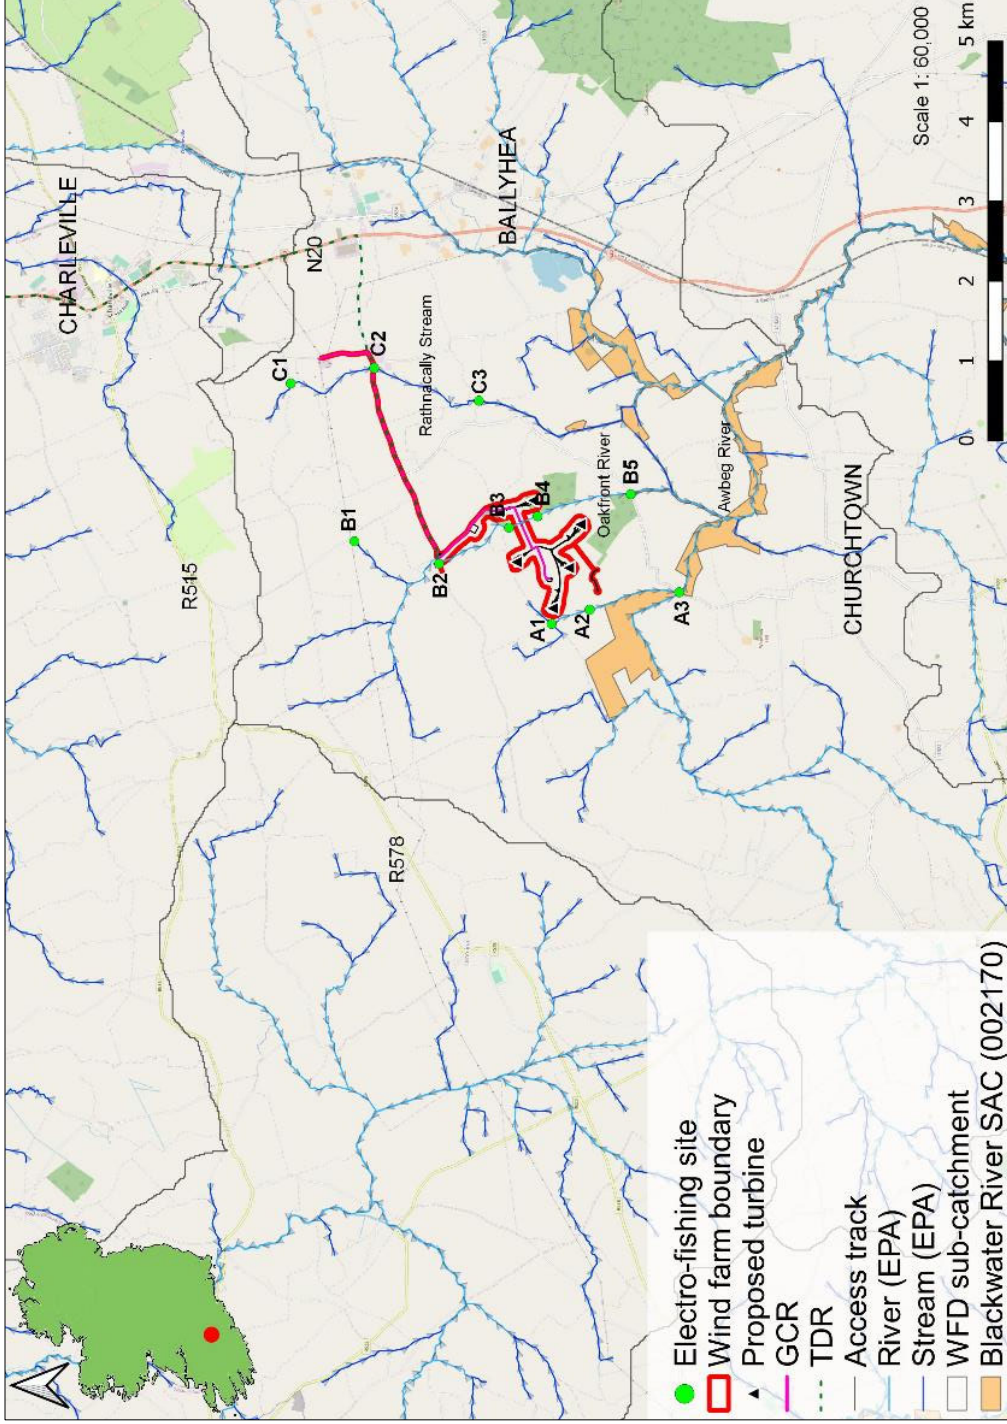 CHARLEVILLE
N20
R515
C1
C2
BALLYHEA
B1
Rathnacally Stream
R578
B2
C3
B3
B4
Oakfront River
A1
B5
A2
A3
Awbeg River
CHURCHTOWN
Electro-fishing site
Wind farm boundary
Proposed turbine
GCR
TDR
Access track
River (EPA)
Stream (EPA)
WFD sub-catchment
Blackwater River SAC (002170)
Scale 1: 60,000
0 1 2 3 4 5 km